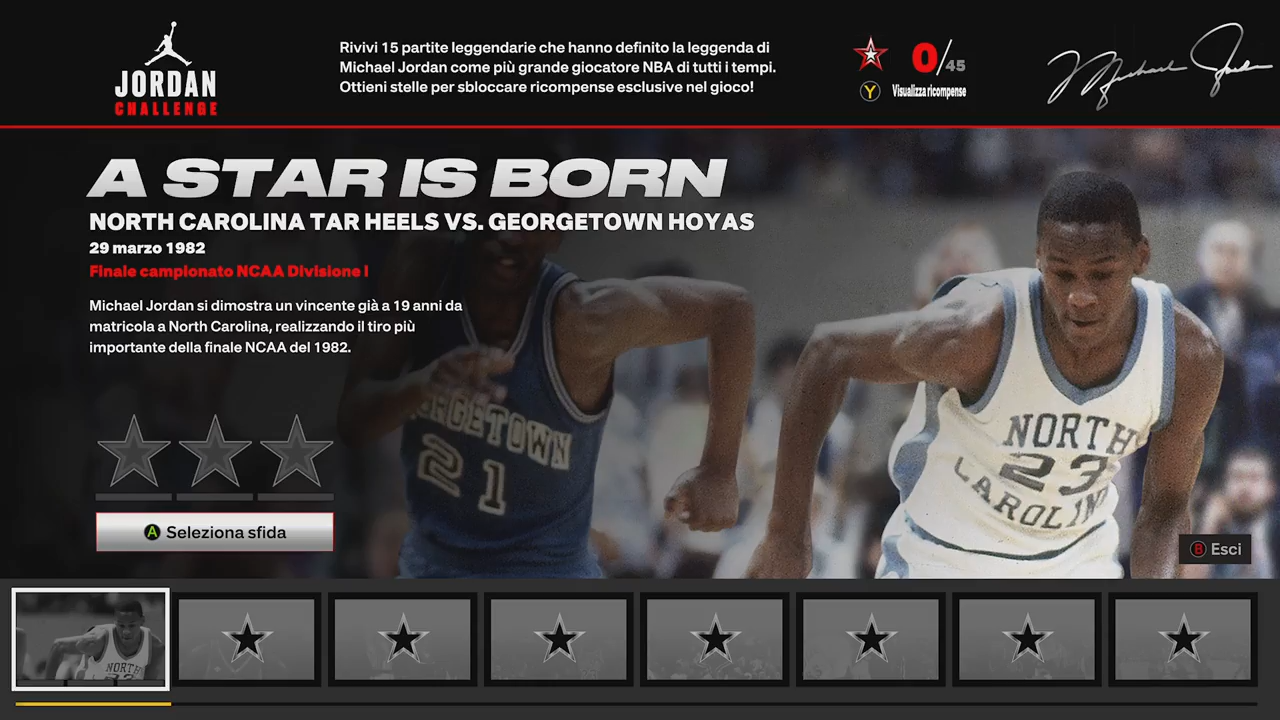 JORDAN
CHALLENGE
Rivivi 15 partite leggendarie che hanno definito la leggenda di
Michael Jordan come più grande giocatore NBA di tutti i tempi.
Ottieni stelle per sbloccare ricompense esclusive nel gioco!
0/45
Y Visualizza ricompense
Michael Jordan
A STAR IS BORN
NORTH CAROLINA TAR HEELS VS. GEORGETOWN HOYAS
29 marzo 1982
Finale campionato NCAA Divisione I
Michael Jordan si dimostra un vincente già a 19 anni da
matricola a North Carolina, realizzando il tiro più
importante della finale NCAA del 1982.
GEORGETOWN
21
NORTH
23
CAROLINA
A Seleziona sfida
B Esci
NORTH